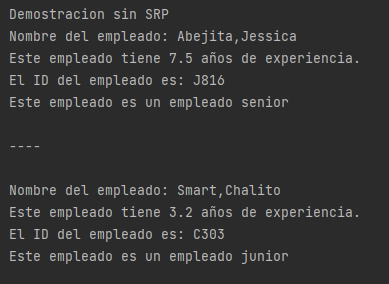 Demostracion sin SRP
Nombre del empleado: Abejita,Jessica
Este empleado tiene 7.5 años de experiencia.
El ID del empleado es: J816
Este empleado es un empleado senior
----
Nombre del empleado: Smart,Chalito
Este empleado tiene 3.2 años de experiencia.
El ID del empleado es: C303
Este empleado es un empleado junior